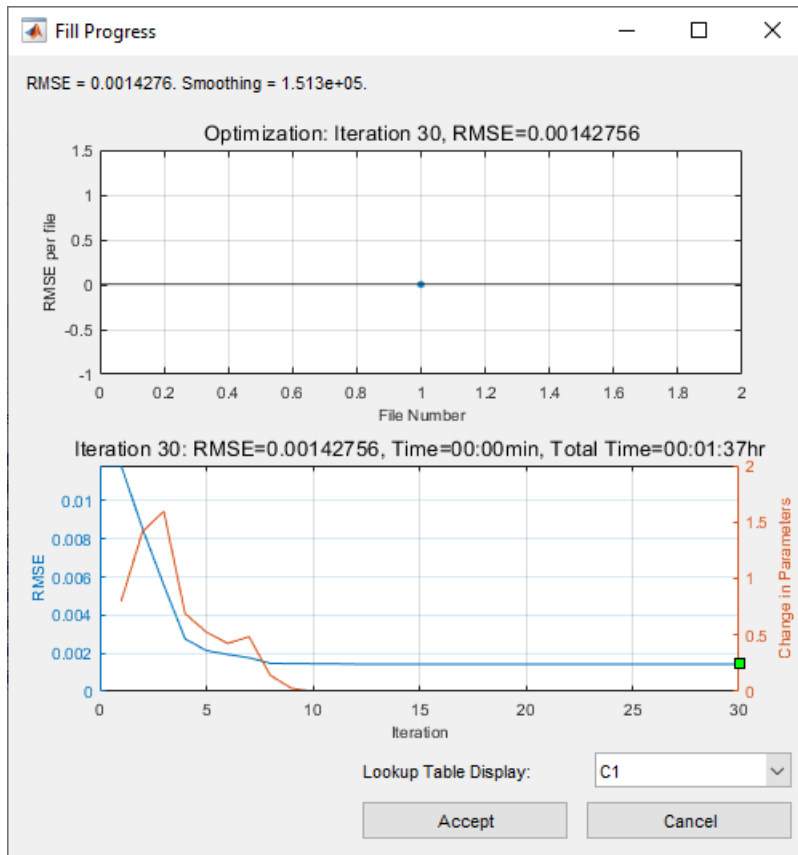 Fill Progress
RMSE = 0.0014276. Smoothing = 1.513e+05.
Optimization: Iteration 30, RMSE=0.00142756
1.5
1
0.5
0
-0.5
-1
RMSE per file
0 0.2 0.4 0.6 0.8 1 1.2 1.4 1.6 1.8 2
File Number
Iteration 30: RMSE=0.00142756, Time=00:00min, Total Time=00:01:37hr
0.01
0.008
0.006
0.004
0.002
0
RMSE
2
1.5
1
0.5
0
Change in Parameters
0 5 10 15 20 25 30
Iteration
Lookup Table Display: C1
Accept Cancel